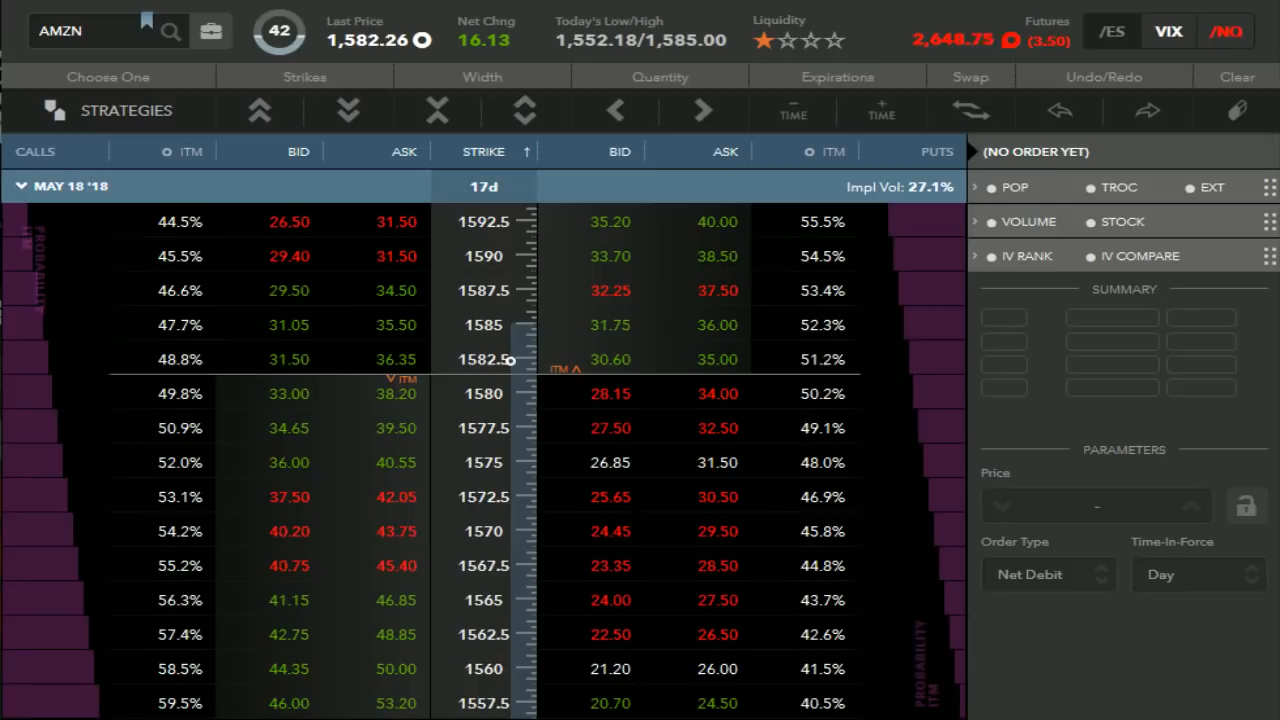 AMZN 42 Last Price Net Chng Today's Low/High Liquidity Futures /ES VIX /NQ
1,582.26 16.13 1,552.18/1,585.00 2,648.75 (3.50)
Choose One Strikes Width Quantity Expirations Swap Undo/Redo Clear
STRATEGIES − TIME + TIME
CALLS ITM BID ASK STRIKE ↑ BID ASK ITM PUTS (NO ORDER YET)
MAY 18 '18 17d Impl Vol: 27.1% POP TROC EXT
44.5% 26.50 31.50 1592.5 35.20 40.00 55.5% VOLUME STOCK
45.5% 29.40 31.50 1590 33.70 38.50 54.5% IV RANK IV COMPARE
46.6% 29.50 34.50 1587.5 32.25 37.50 53.4% SUMMARY
47.7% 31.05 35.50 1585 31.75 36.00 52.3%
48.8% 31.50 36.35 1582.5 30.60 35.00 51.2%
ITM ITM
49.8% 33.00 38.20 1580 28.15 34.00 50.2%
50.9% 34.65 39.50 1577.5 27.50 32.50 49.1%
PARAMETERS
52.0% 36.00 40.55 1575 26.85 31.50 48.0%
Price
53.1% 37.50 42.05 1572.5 25.65 30.50 46.9% -
54.2% 40.20 43.75 1570 24.45 29.50 45.8%
Order Type Time-In-Force
55.2% 40.75 45.40 1567.5 23.35 28.50 44.8% Net Debit Day
56.3% 41.15 46.85 1565 24.00 27.50 43.7%
57.4% 42.75 48.85 1562.5 22.50 26.50 42.6%
58.5% 44.35 50.00 1560 21.20 26.00 41.5%
59.5% 46.00 53.20 1557.5 20.70 24.50 40.5%
PROBABILITY
ITM
PROBABILITY
ITM